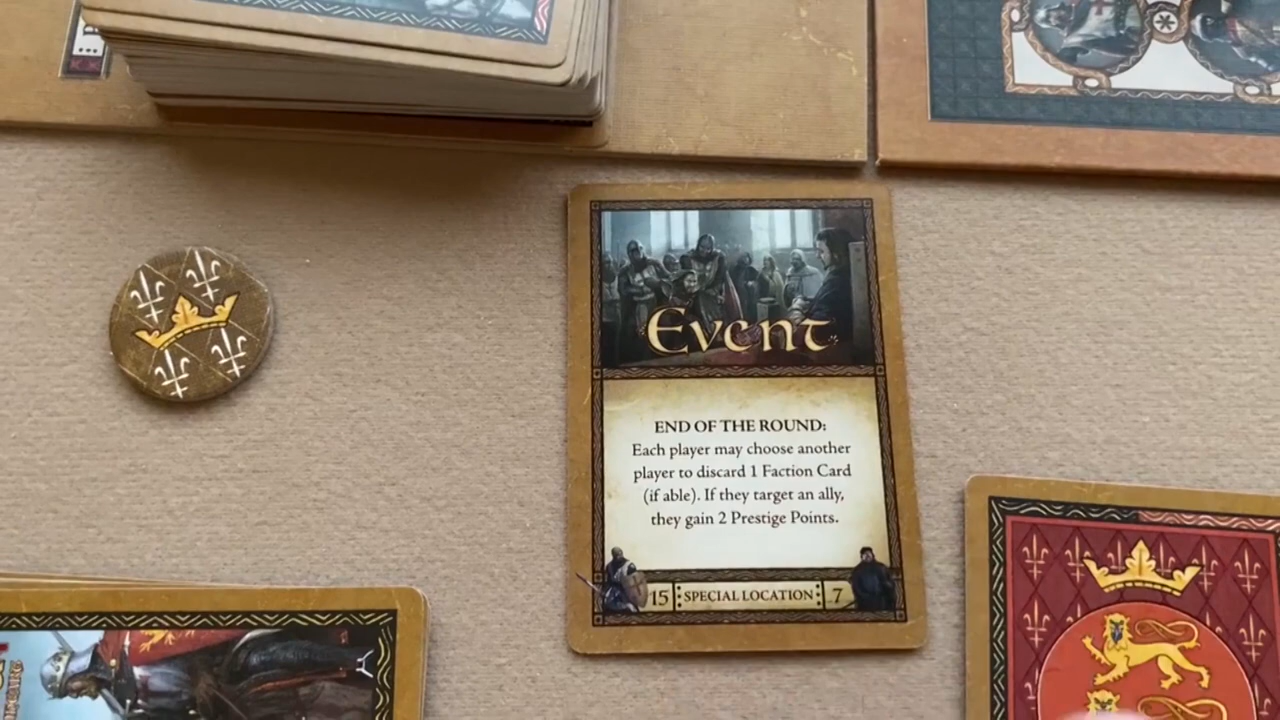 Event
END OF THE ROUND:
Each player may choose another
player to discard 1 Faction Card
(if able). If they target an ally,
they gain 2 Prestige Points.
15 SPECIAL LOCATION 7